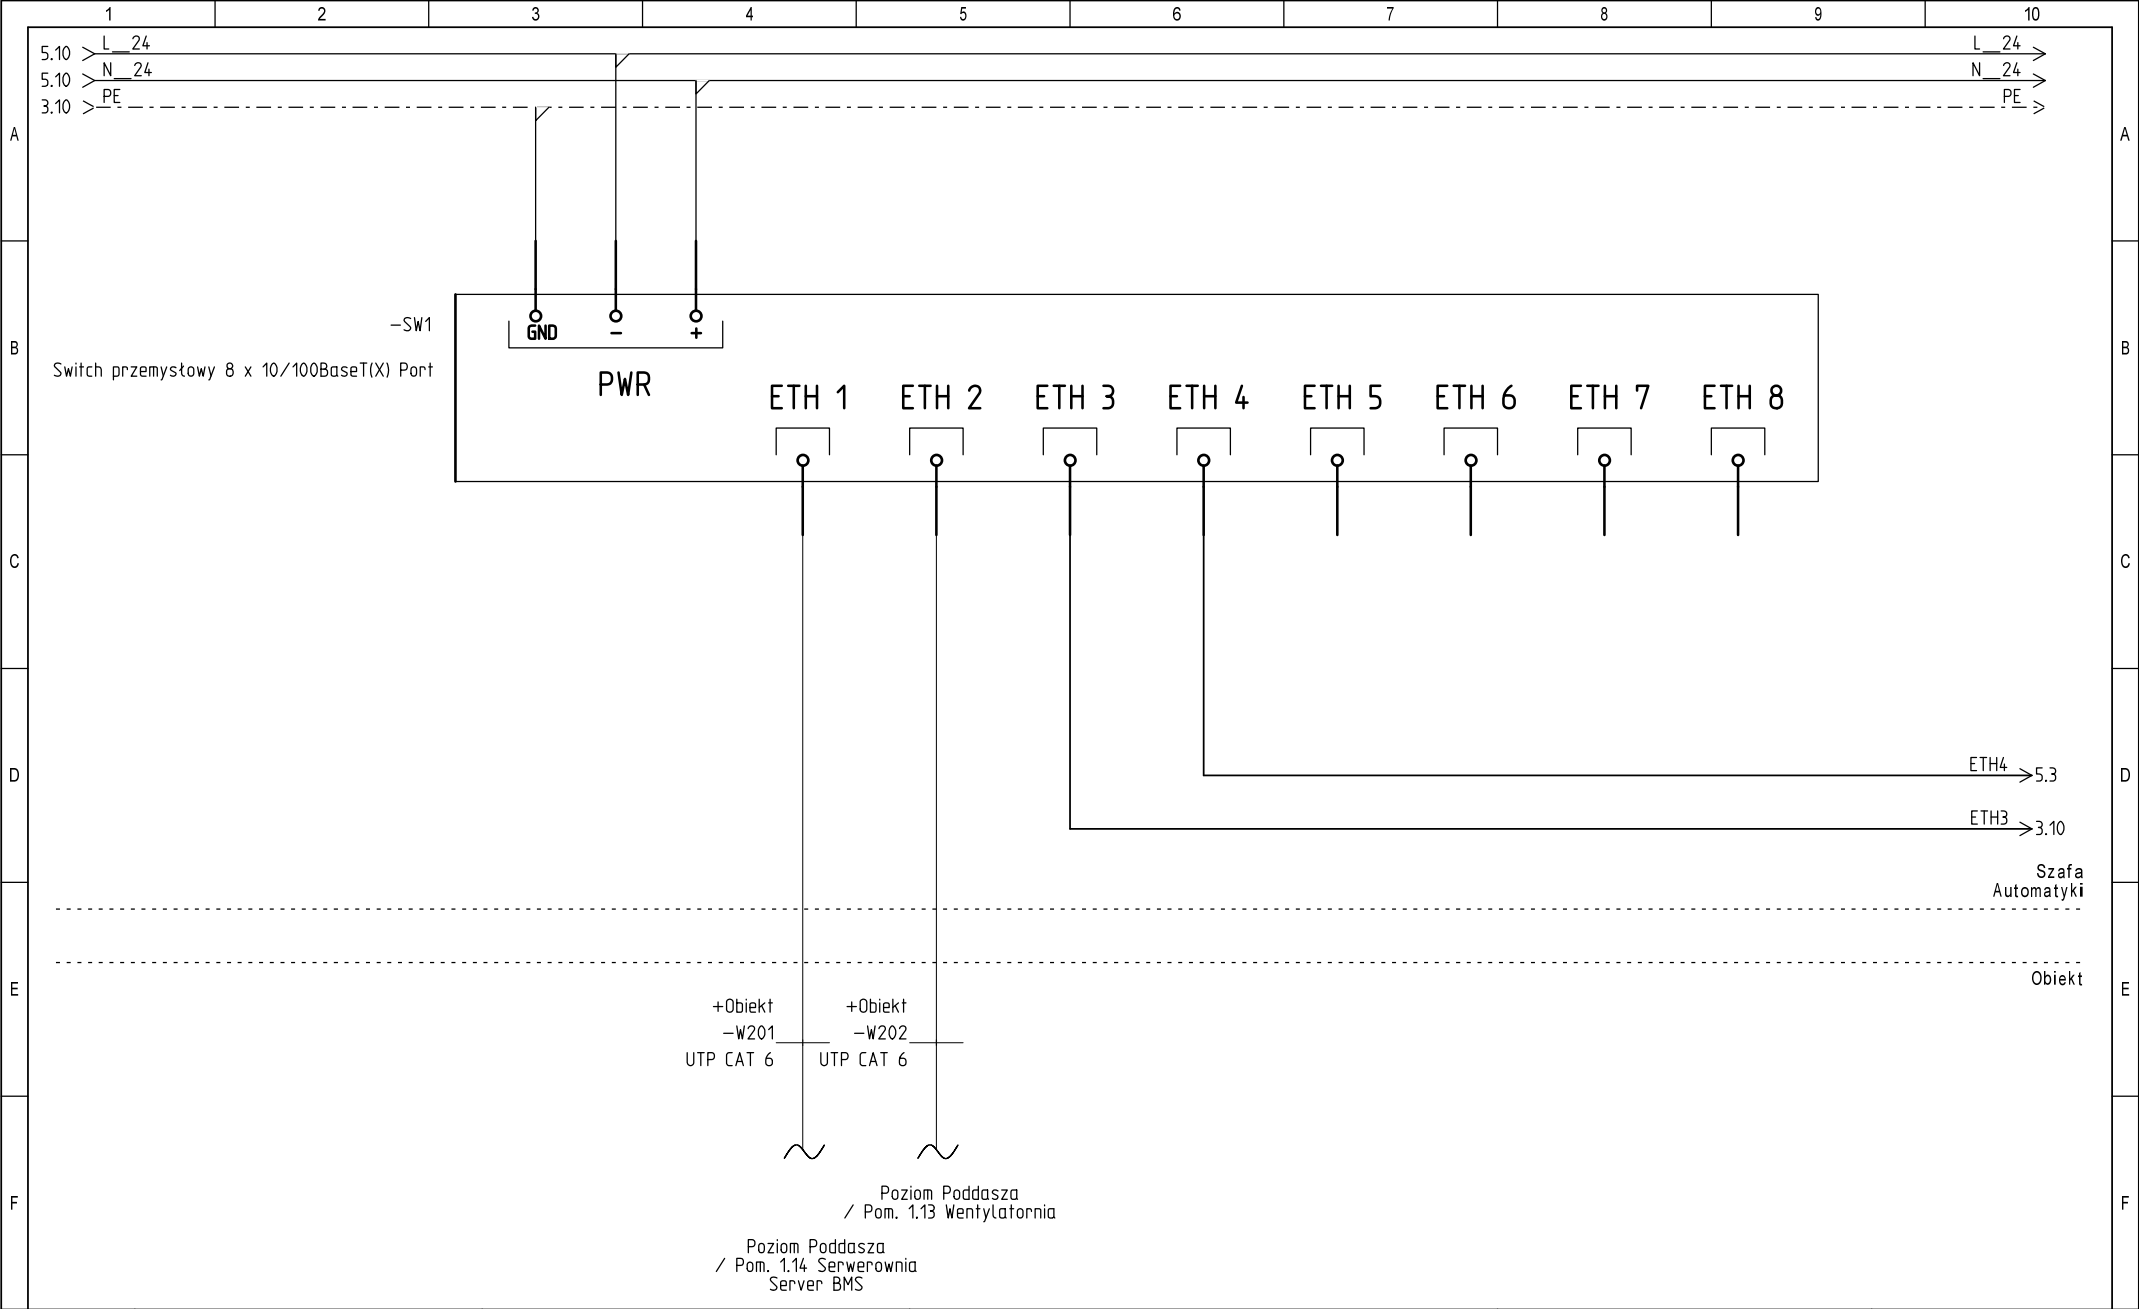 1 2 3 4 5 6 7 8 9 10
5.10 L__24 L__24
5.10 N__24 N__24
3.10 PE PE
A A
-SW1
GND - +
B B
Switch przemysłowy 8 x 10/100BaseT(X) Port
PWR
ETH 1 ETH 2 ETH 3 ETH 4 ETH 5 ETH 6 ETH 7 ETH 8
C C
D ETH4 5.3 D
ETH3 3.10
Szafa
Automatyki
Obiekt
E E
+Obiekt +Obiekt
-W201 -W202
UTP CAT 6 UTP CAT 6
F F
Poziom Poddasza
/ Pom. 1.13 Wentylatornia
Poziom Poddasza
/ Pom. 1.14 Serwerownia
Server BMS